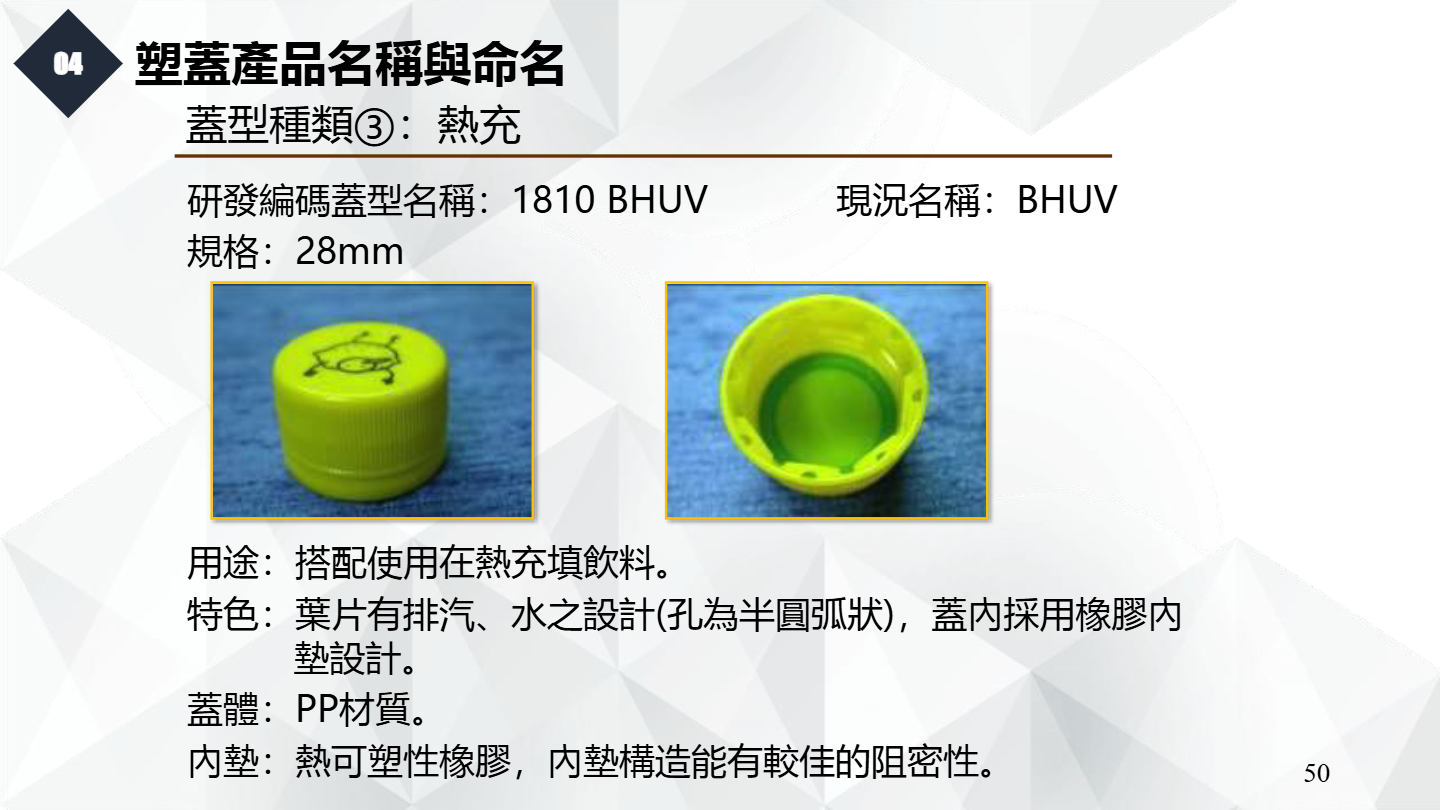 04
塑蓋產品名稱與命名
蓋型種類③：熱充
研發編碼蓋型名稱：1810 BHUV 現況名稱：BHUV
規格：28mm
用途：搭配使用在熱充填飲料。
特色：葉片有排汽、水之設計(孔為半圓弧狀)，蓋內採用橡膠內
墊設計。
蓋體：PP材質。
內墊：熱可塑性橡膠，內墊構造能有較佳的阻密性。
50